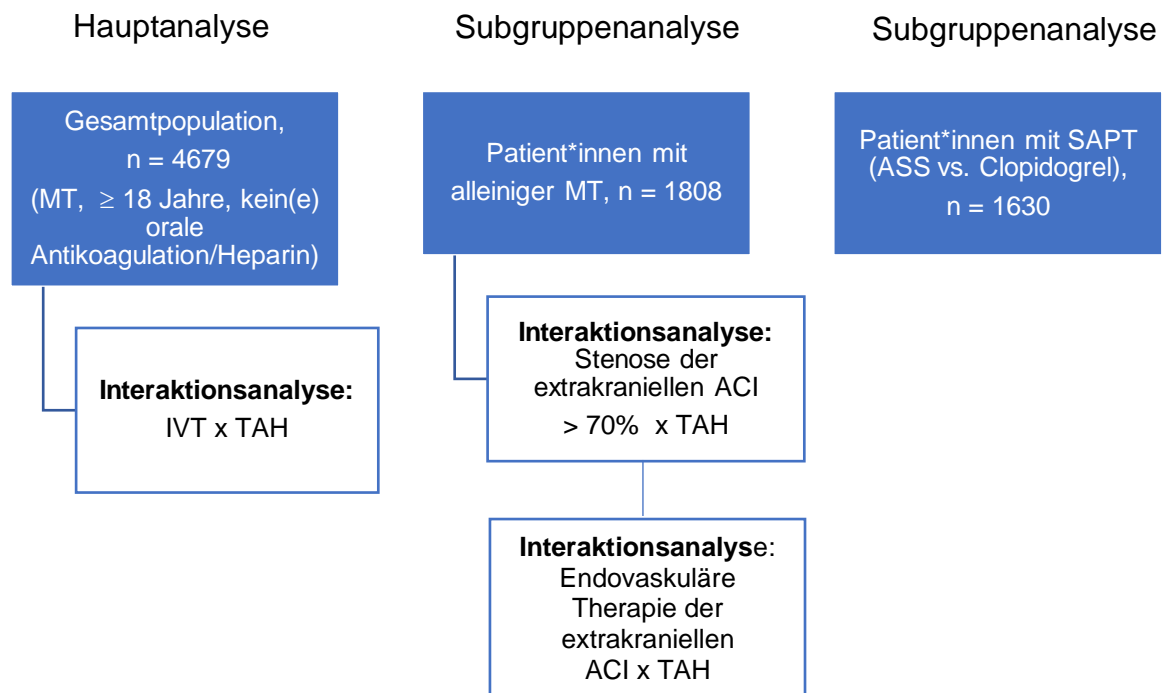 Hauptanalyse
Gesamtpopulation,
n = 4679
(MT, ≥ 18 Jahre, kein(e)
orale
Antikoagulation/Heparin)
Interaktionsanalyse:
IVT x TAH
Subgruppenanalyse
Patient*innen mit
alleiniger MT, n = 1808
Interaktionsanalyse:
Stenose der
extrakraniellen ACI
> 70% x TAH
Interaktionsanalyse:
Endovaskuläre
Therapie der
extrakraniellen
ACI x TAH
Subgruppenanalyse
Patient*innen mit SAPT
(ASS vs. Clopidogrel),
n = 1630